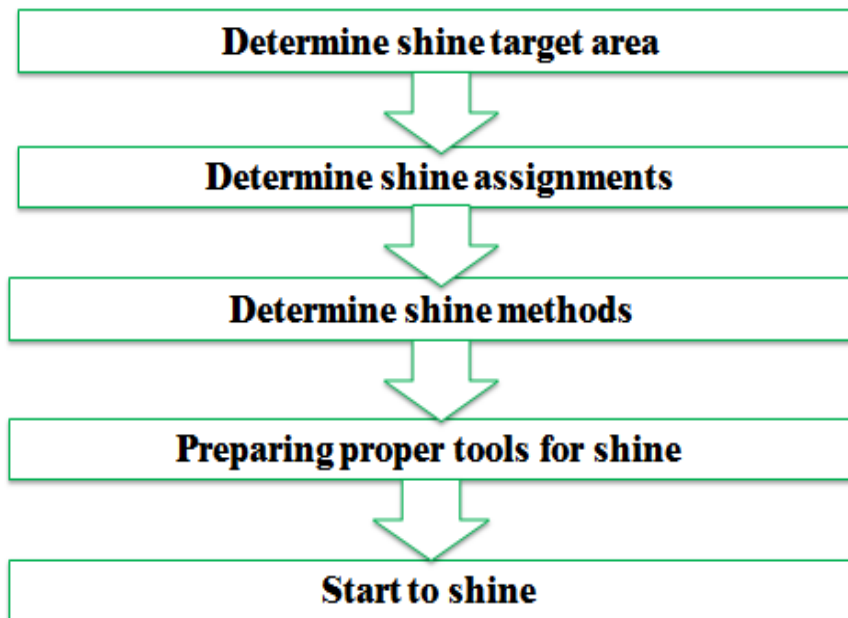 Determine shine target area
Determine shine assignments
Determine shine methods
Preparing proper tools for shine
Start to shine